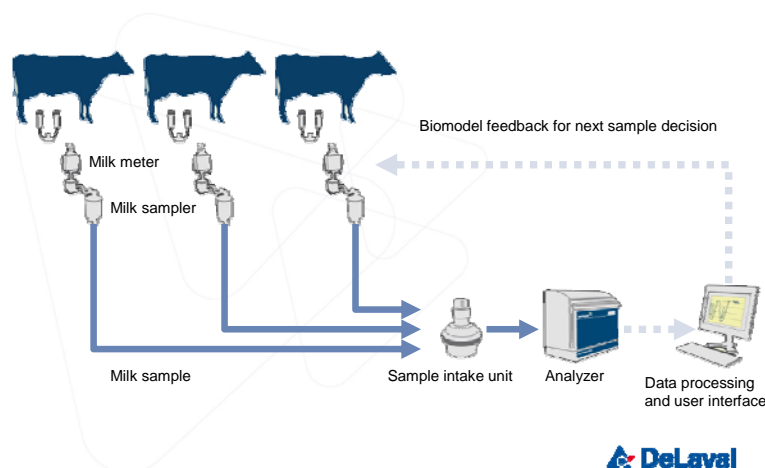 Biomodel feedback for next sample decision
Milk meter
Milk sampler
Milk sample
Sample intake unit
Analyzer
Data processing
and user interface
DeLaval